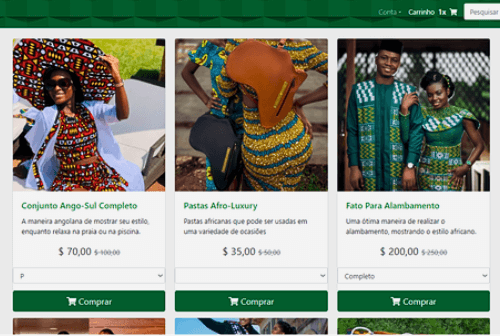 Conta
Carrinho 1x
Pesquisar
Conjunto Ango-Sul Completo
A maneira angolana de mostrar seu estilo,
enquanto relaxa na praia ou na piscina.
$ 70,00 $ 100,00
P
Comprar
Pastas Afro-Luxury
Pastas africanas que pode ser usadas em
uma variedade de ocasiões
$ 35,00 $ 50,00
Comprar
Fato Para Alambamento
Uma ótima maneira de realizar o
alambamento, mostrando o estilo africano.
$ 200,00 $ 250,00
Completo
Comprar